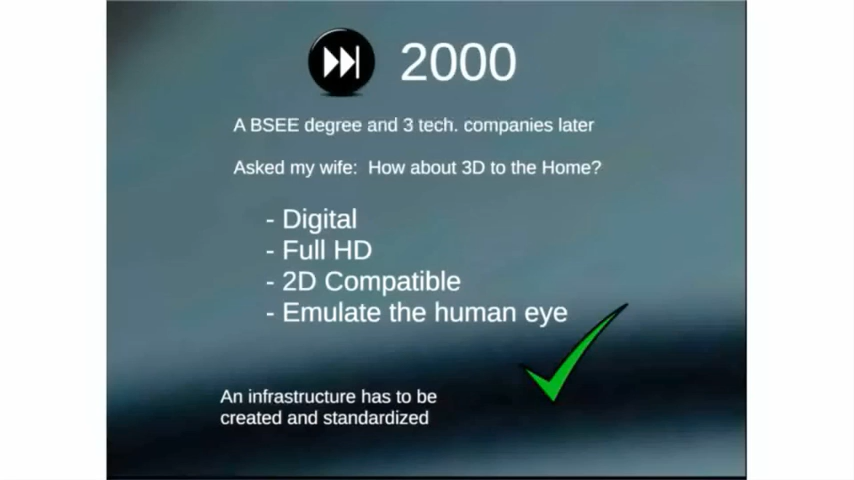 2000
A BSEE degree and 3 tech. companies later
Asked my wife:  How about 3D to the Home?
- Digital
- Full HD
- 2D Compatible
- Emulate the human eye
An infrastructure has to be
created and standardized